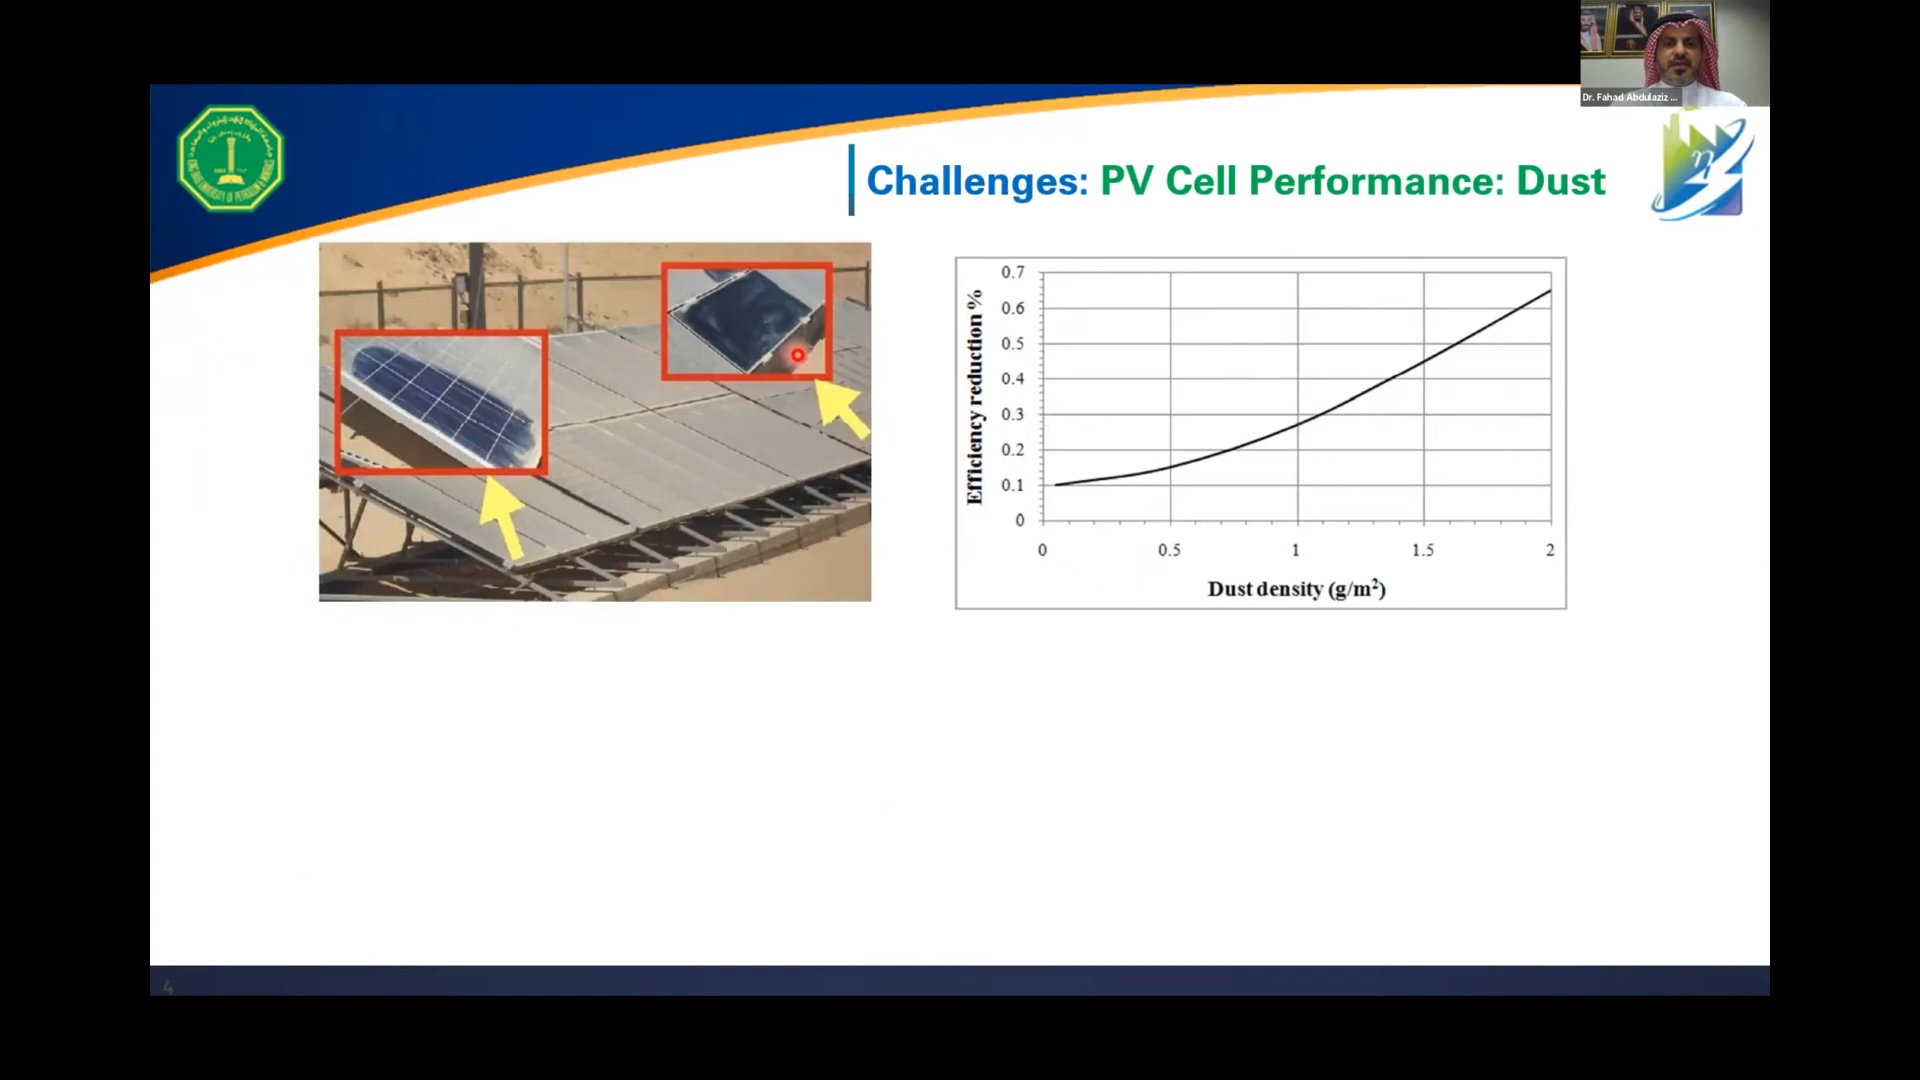 Dr. Fahad Abdulaziz ...
Challenges: PV Cell Performance: Dust
Efficiency reduction %
0.7
0.6
0.5
0.4
0.3
0.2
0.1
0
0 0.5 1 1.5 2
Dust density (g/m²)
4